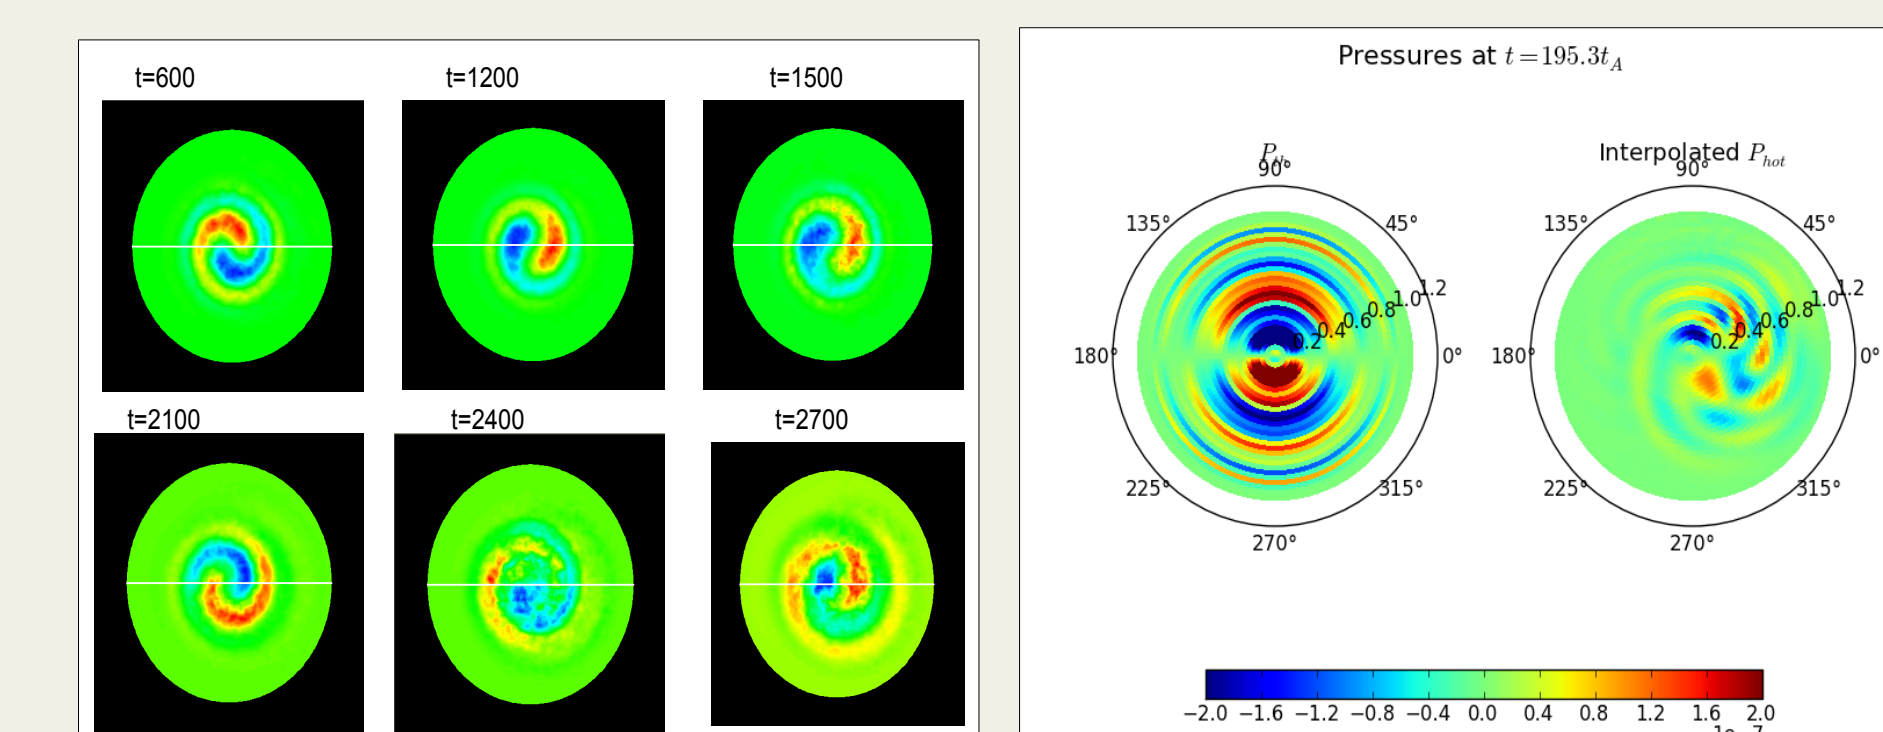 t=600
t=1200
t=1500
t=2100
t=2400
t=2700
Pressures at t=195.3t_A
P_th
90°
135°
45°
180°
0°
0.2
0.4
0.6
0.8
1.0
1.2
225°
315°
270°
Interpolated P_hot
90°
135°
45°
180°
0°
0.2
0.4
0.6
0.8
1.0
1.2
225°
315°
270°
−2.0 −1.6 −1.2 −0.8 −0.4 0.0 0.4 0.8 1.2 1.6 2.0